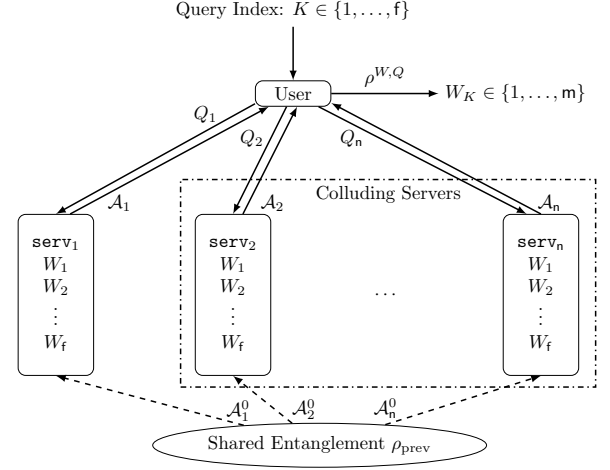 Query Index: K ∈ {1, . . . , f}
User
ρ^{W,Q}
W_K ∈ {1, . . . , m}
Q_1
Q_2
Q_n
𝒜_1
𝒜_2
𝒜_n
Colluding Servers
serv_1
W_1
W_2
⋮
W_f
serv_2
W_1
W_2
⋮
W_f
. . .
serv_n
W_1
W_2
⋮
W_f
𝒜_1^0
𝒜_2^0
𝒜_n^0
Shared Entanglement ρ_prev